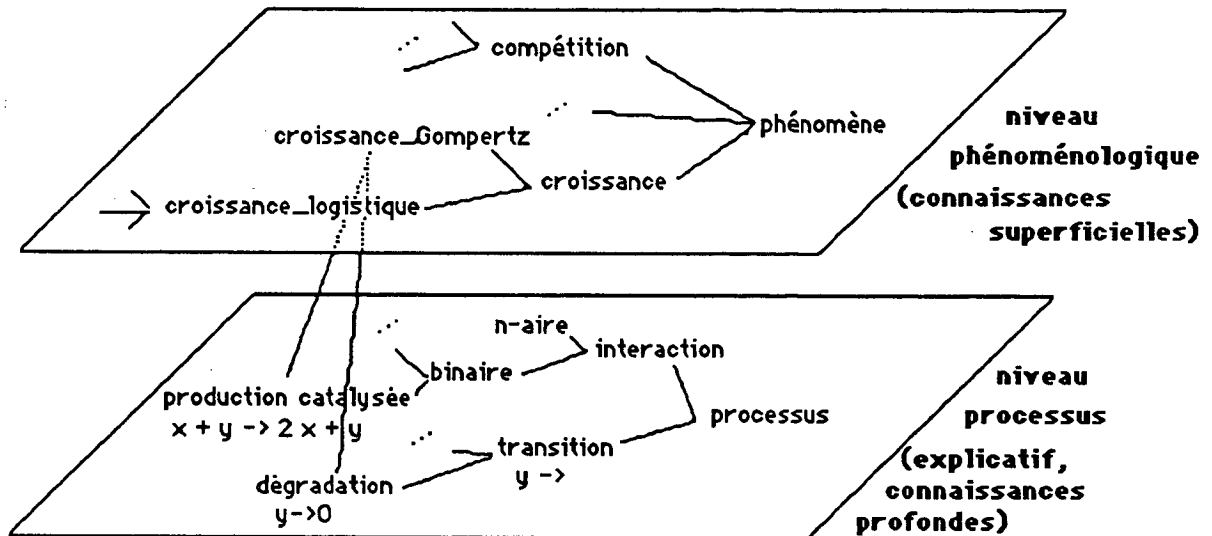 compétition
phénomène
croissance_Gompertz
croissance
croissance_logistique
niveau
phénoménologique
(connaissances
superficielles)
n-aire
interaction
binaire
production catalysée
x + y -> 2 x + y
processus
transition
y ->
dégradation
y->0
niveau
processus
(explicatif,
connaissances
profondes)